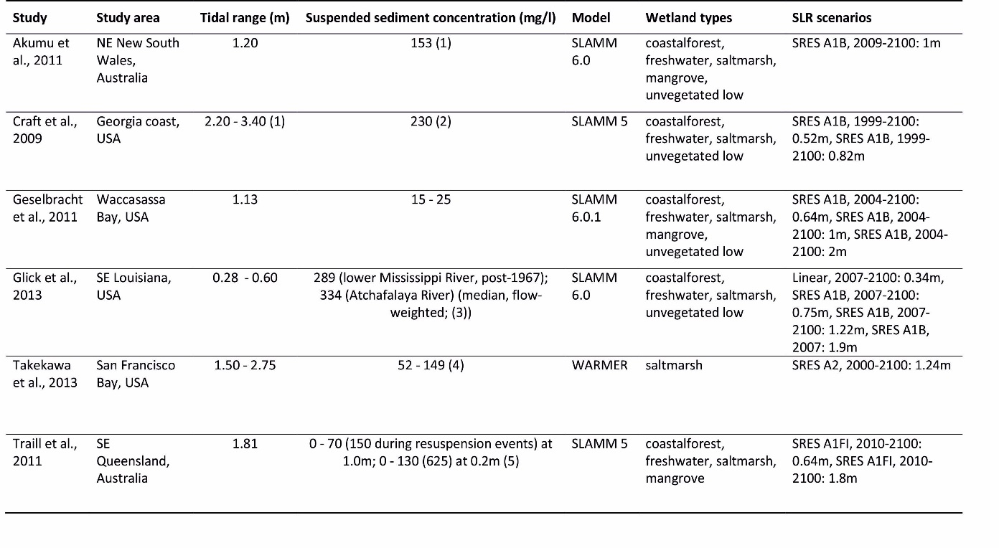 Study Study area Tidal range (m) Suspended sediment concentration (mg/l) Model Wetland types SLR scenarios
Akumu et NE New South 1.20 153 (1) SLAMM coastalforest, SRES A1B, 2009-2100: 1m
al., 2011 Wales, 6.0 freshwater, saltmarsh,
Australia mangrove,
unvegetated low
Craft et al., Georgia coast, 2.20 - 3.40 (1) 230 (2) SLAMM 5 coastalforest, SRES A1B, 1999-2100:
2009 USA freshwater, saltmarsh, 0.52m, SRES A1B, 1999-
unvegetated low 2100: 0.82m
Geselbracht Waccasassa 1.13 15 - 25 SLAMM coastalforest, SRES A1B, 2004-2100:
et al., 2011 Bay, USA 6.0.1 freshwater, saltmarsh, 0.64m, SRES A1B, 2004-
mangrove, 2100: 1m, SRES A1B, 2004-
unvegetated low 2100: 2m
Glick et al., SE Louisiana, 0.28 - 0.60 289 (lower Mississippi River, post-1967); SLAMM coastalforest, Linear, 2007-2100: 0.34m,
2013 USA 334 (Atchafalaya River) (median, flow- 6.0 freshwater, saltmarsh, SRES A1B, 2007-2100:
weighted; (3)) unvegetated low 0.75m, SRES A1B, 2007-
2100: 1.22m, SRES A1B,
2007: 1.9m
Takekawa San Francisco 1.50 - 2.75 52 - 149 (4) WARMER saltmarsh SRES A2, 2000-2100: 1.24m
et al., 2013 Bay, USA
Traill et al., SE 1.81 0 - 70 (150 during resuspension events) at SLAMM 5 coastalforest, SRES A1FI, 2010-2100:
2011 Queensland, 1.0m; 0 - 130 (625) at 0.2m (5) freshwater, saltmarsh, 0.64m, SRES A1FI, 2010-
Australia mangrove 2100: 1.8m